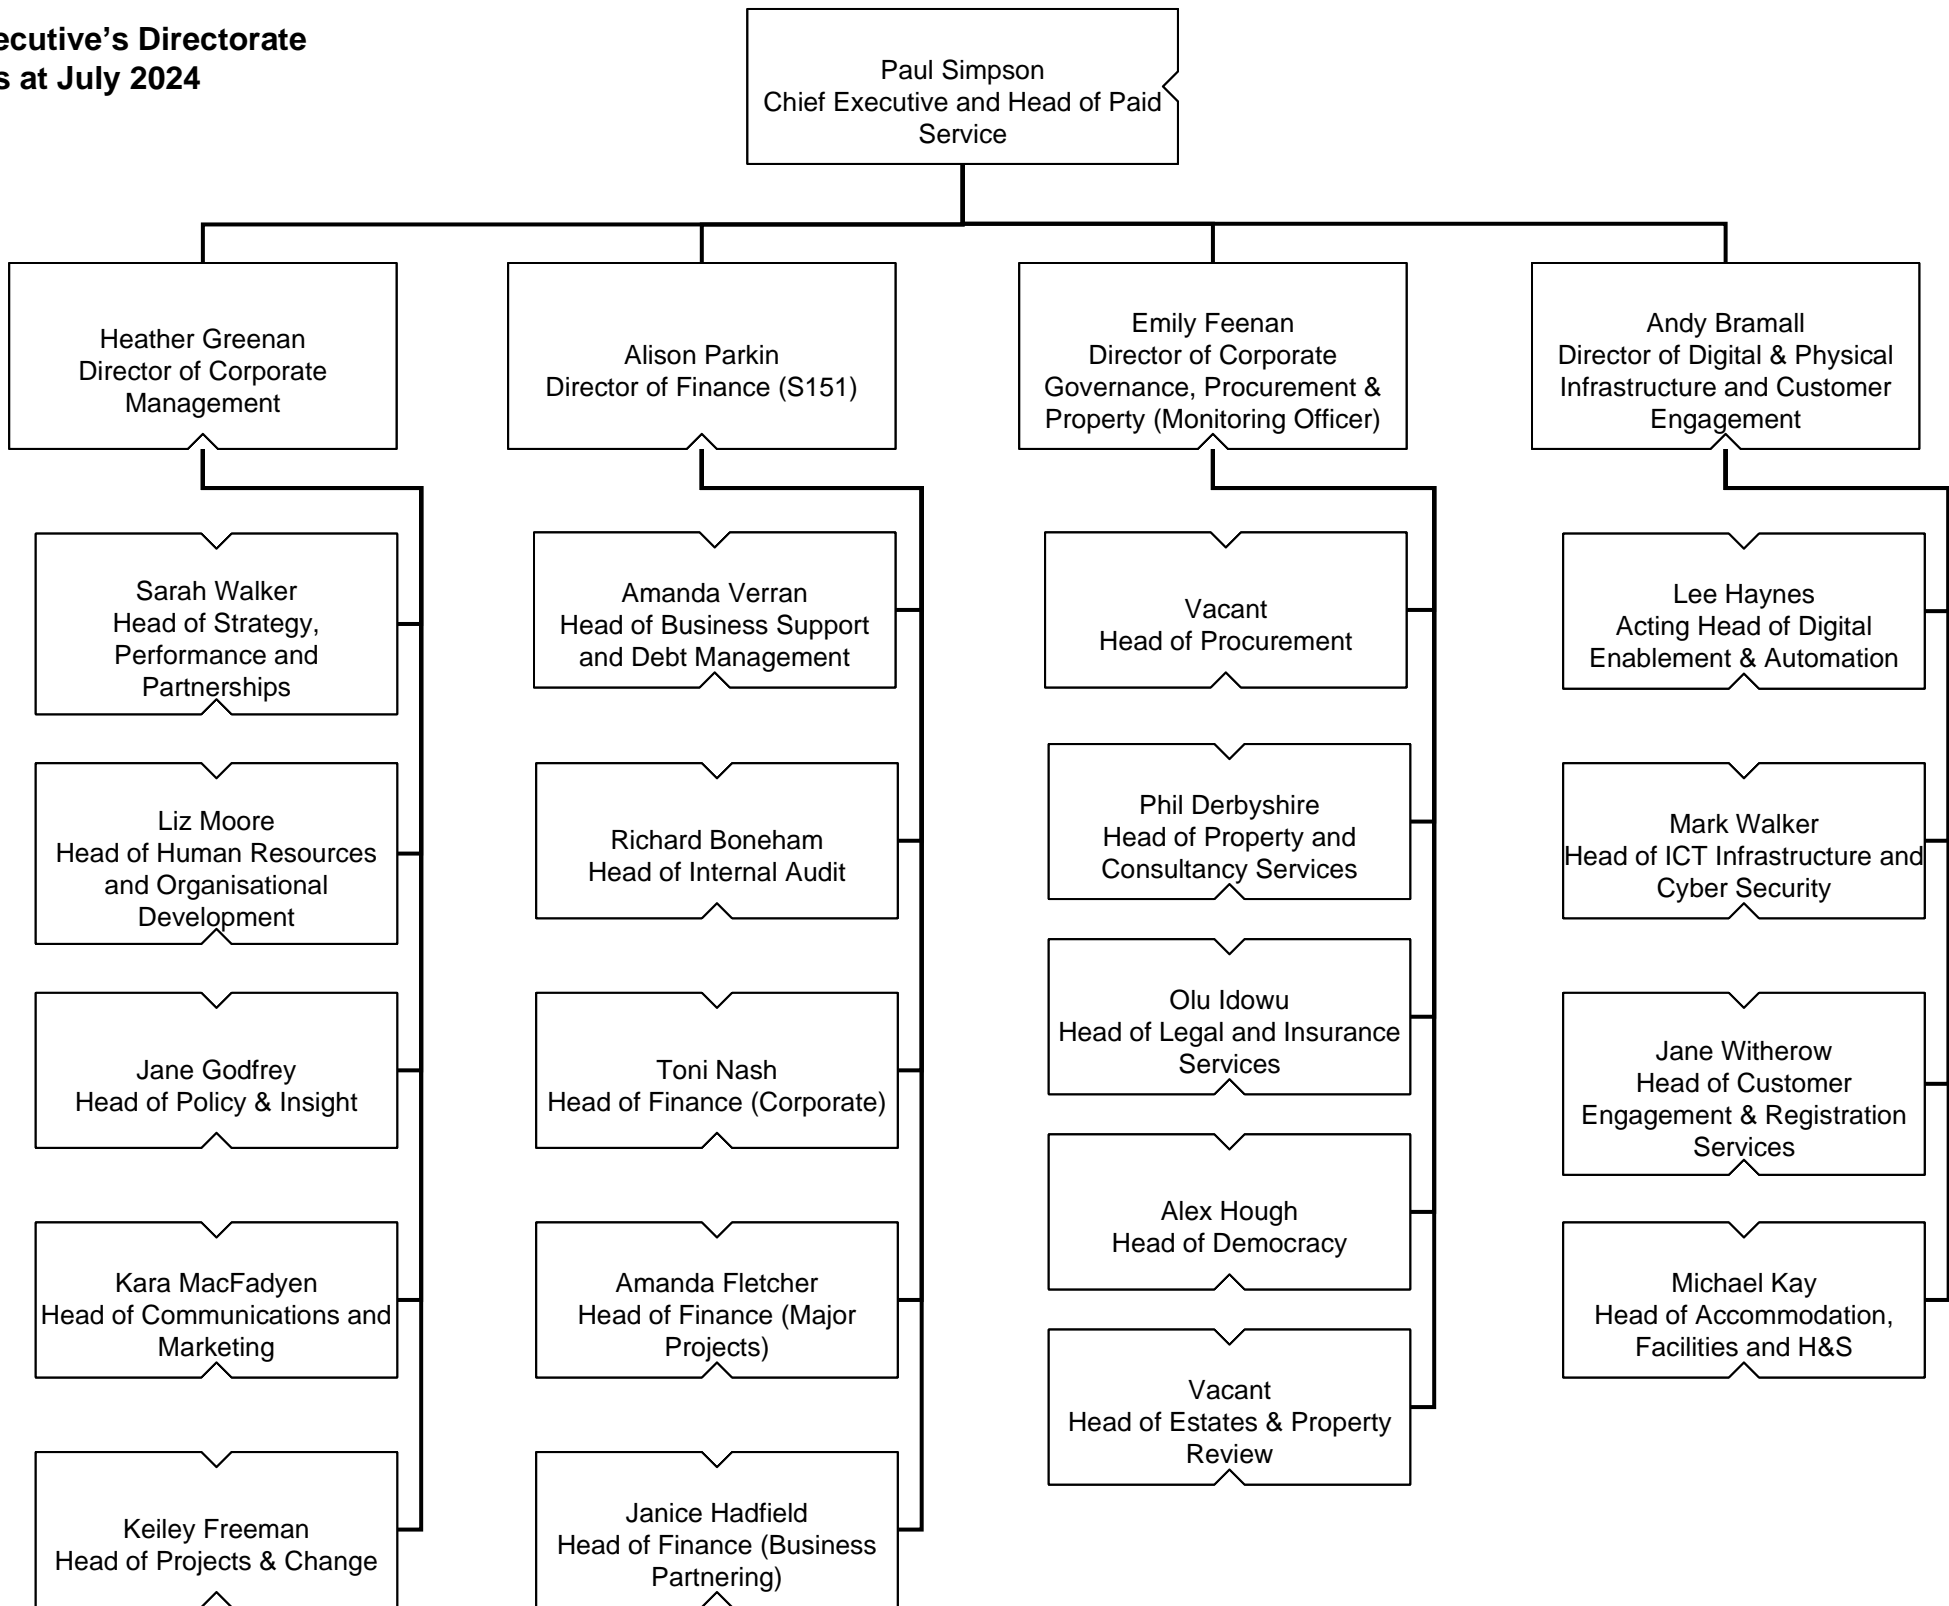 ecutive’s Directorate
s at July 2024
Paul Simpson
Chief Executive and Head of Paid
Service
Heather Greenan
Director of Corporate
Management
Alison Parkin
Director of Finance (S151)
Emily Feenan
Director of Corporate
Governance, Procurement &
Property (Monitoring Officer)
Andy Bramall
Director of Digital & Physical
Infrastructure and Customer
Engagement
Sarah Walker
Head of Strategy,
Performance and
Partnerships
Liz Moore
Head of Human Resources
and Organisational
Development
Jane Godfrey
Head of Policy & Insight
Kara MacFadyen
Head of Communications and
Marketing
Keiley Freeman
Head of Projects & Change
Amanda Verran
Head of Business Support
and Debt Management
Richard Boneham
Head of Internal Audit
Toni Nash
Head of Finance (Corporate)
Amanda Fletcher
Head of Finance (Major
Projects)
Janice Hadfield
Head of Finance (Business
Partnering)
Vacant
Head of Procurement
Phil Derbyshire
Head of Property and
Consultancy Services
Olu Idowu
Head of Legal and Insurance
Services
Alex Hough
Head of Democracy
Vacant
Head of Estates & Property
Review
Lee Haynes
Acting Head of Digital
Enablement & Automation
Mark Walker
Head of ICT Infrastructure and
Cyber Security
Jane Witherow
Head of Customer
Engagement & Registration
Services
Michael Kay
Head of Accommodation,
Facilities and H&S